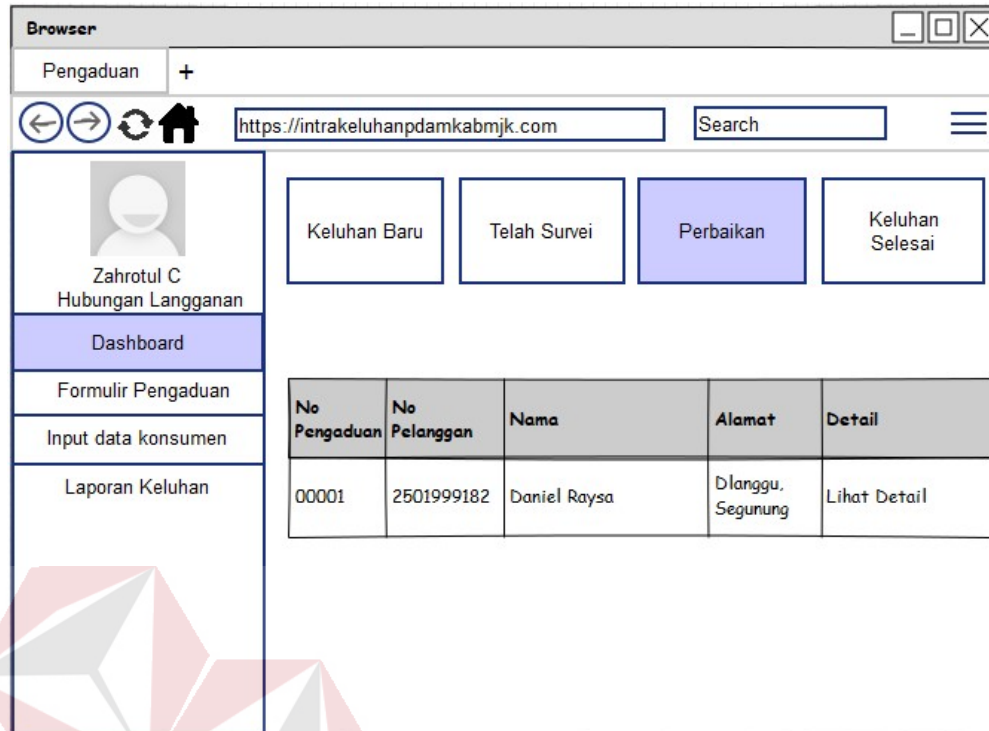 Browser
Pengaduan +
https://intrakeluhanpdamkabmjk.com
Search
Zahrotul C
Hubungan Langganan
Dashboard
Formulir Pengaduan
Input data konsumen
Laporan Keluhan
Keluhan Baru
Telah Survei
Perbaikan
Keluhan
Selesai
No
Pengaduan
No
Pelanggan
Nama
Alamat
Detail
00001
2501999182
Daniel Raysa
Dlanggu,
Segunung
Lihat Detail